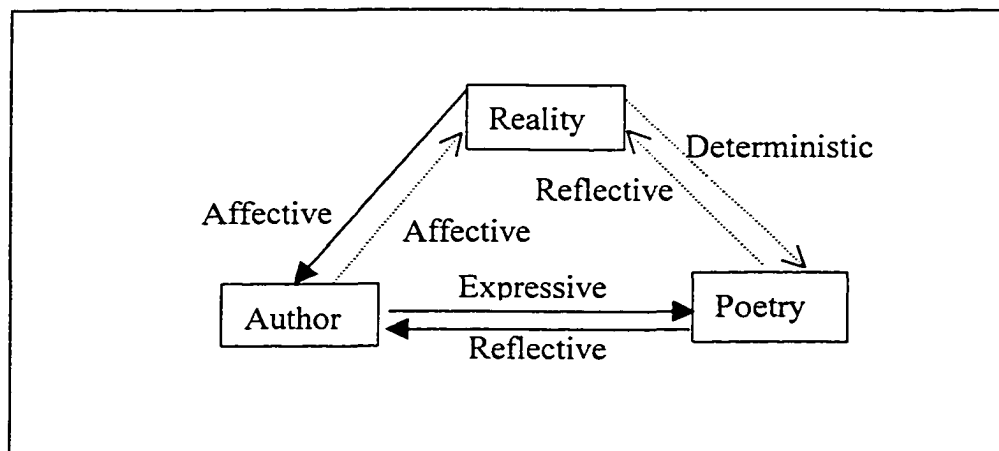 Reality
Deterministic
Reflective
Affective
Affective
Expressive
Author
Poetry
Reflective